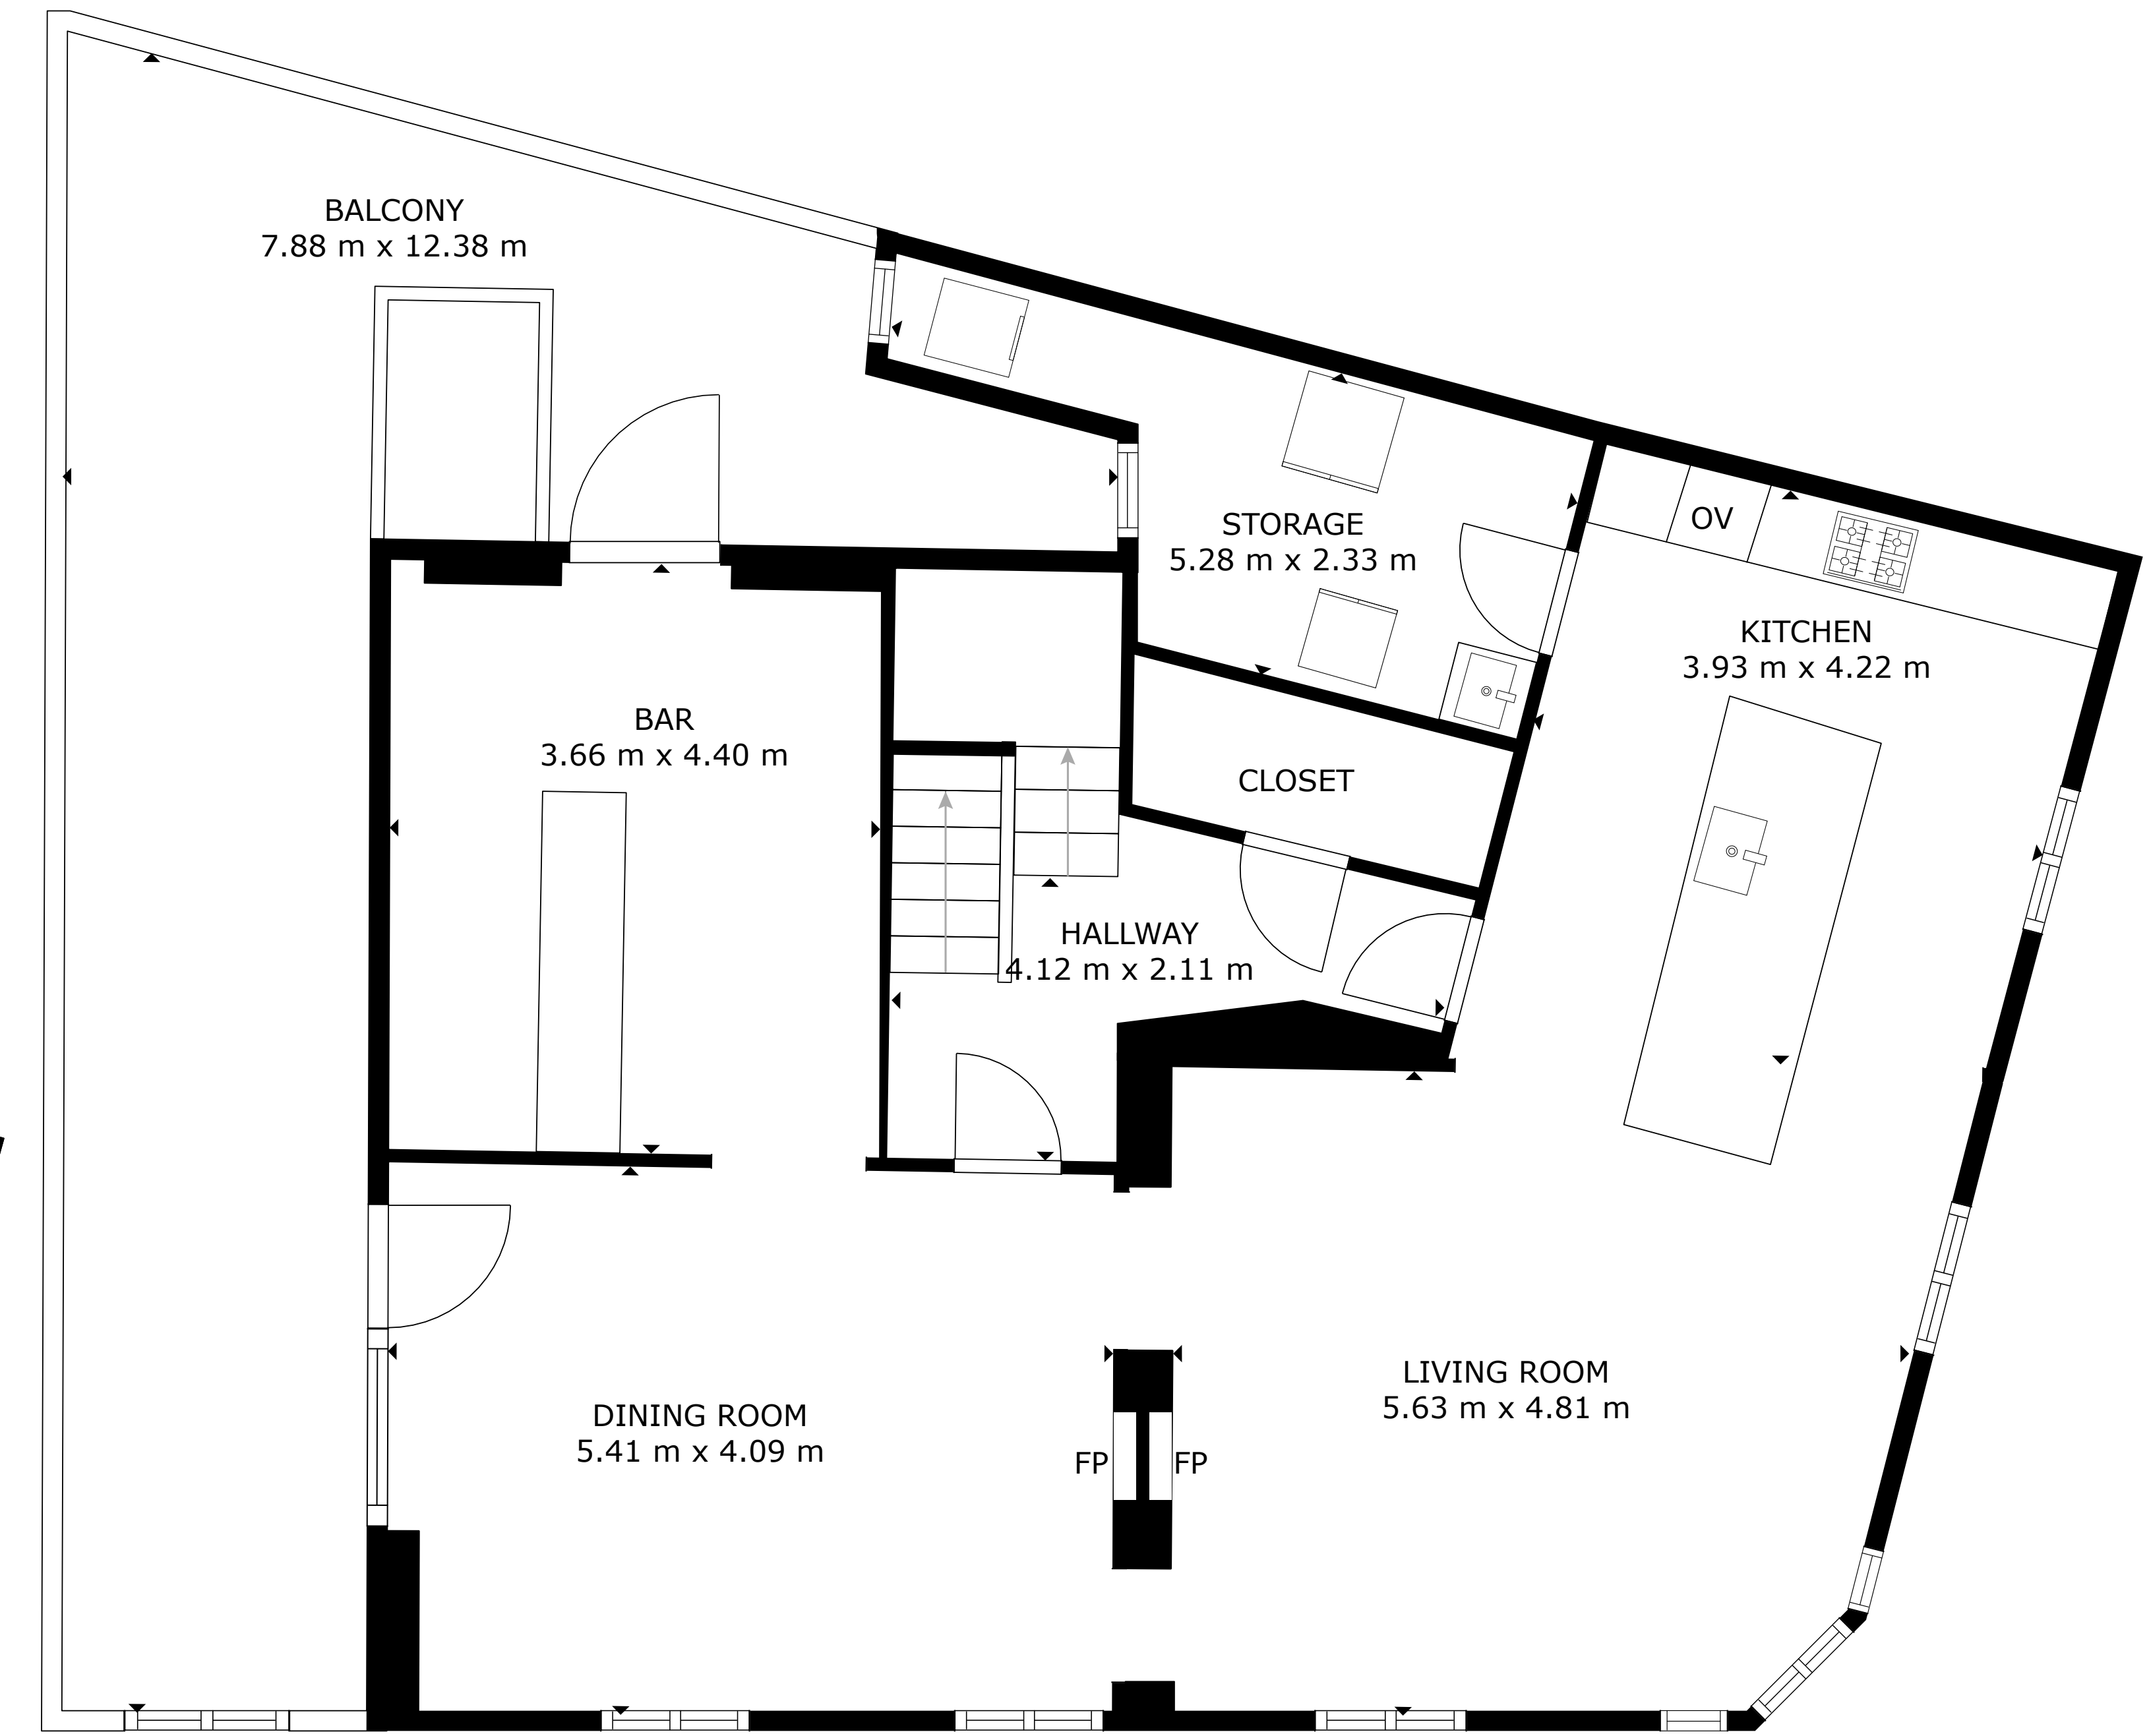 BALCONY
7.88 m x 12.38 m
STORAGE
5.28 m x 2.33 m
OV
KITCHEN
3.93 m x 4.22 m
BAR
3.66 m x 4.40 m
CLOSET
HALLWAY
4.12 m x 2.11 m
DINING ROOM
5.41 m x 4.09 m
FP
FP
LIVING ROOM
5.63 m x 4.81 m